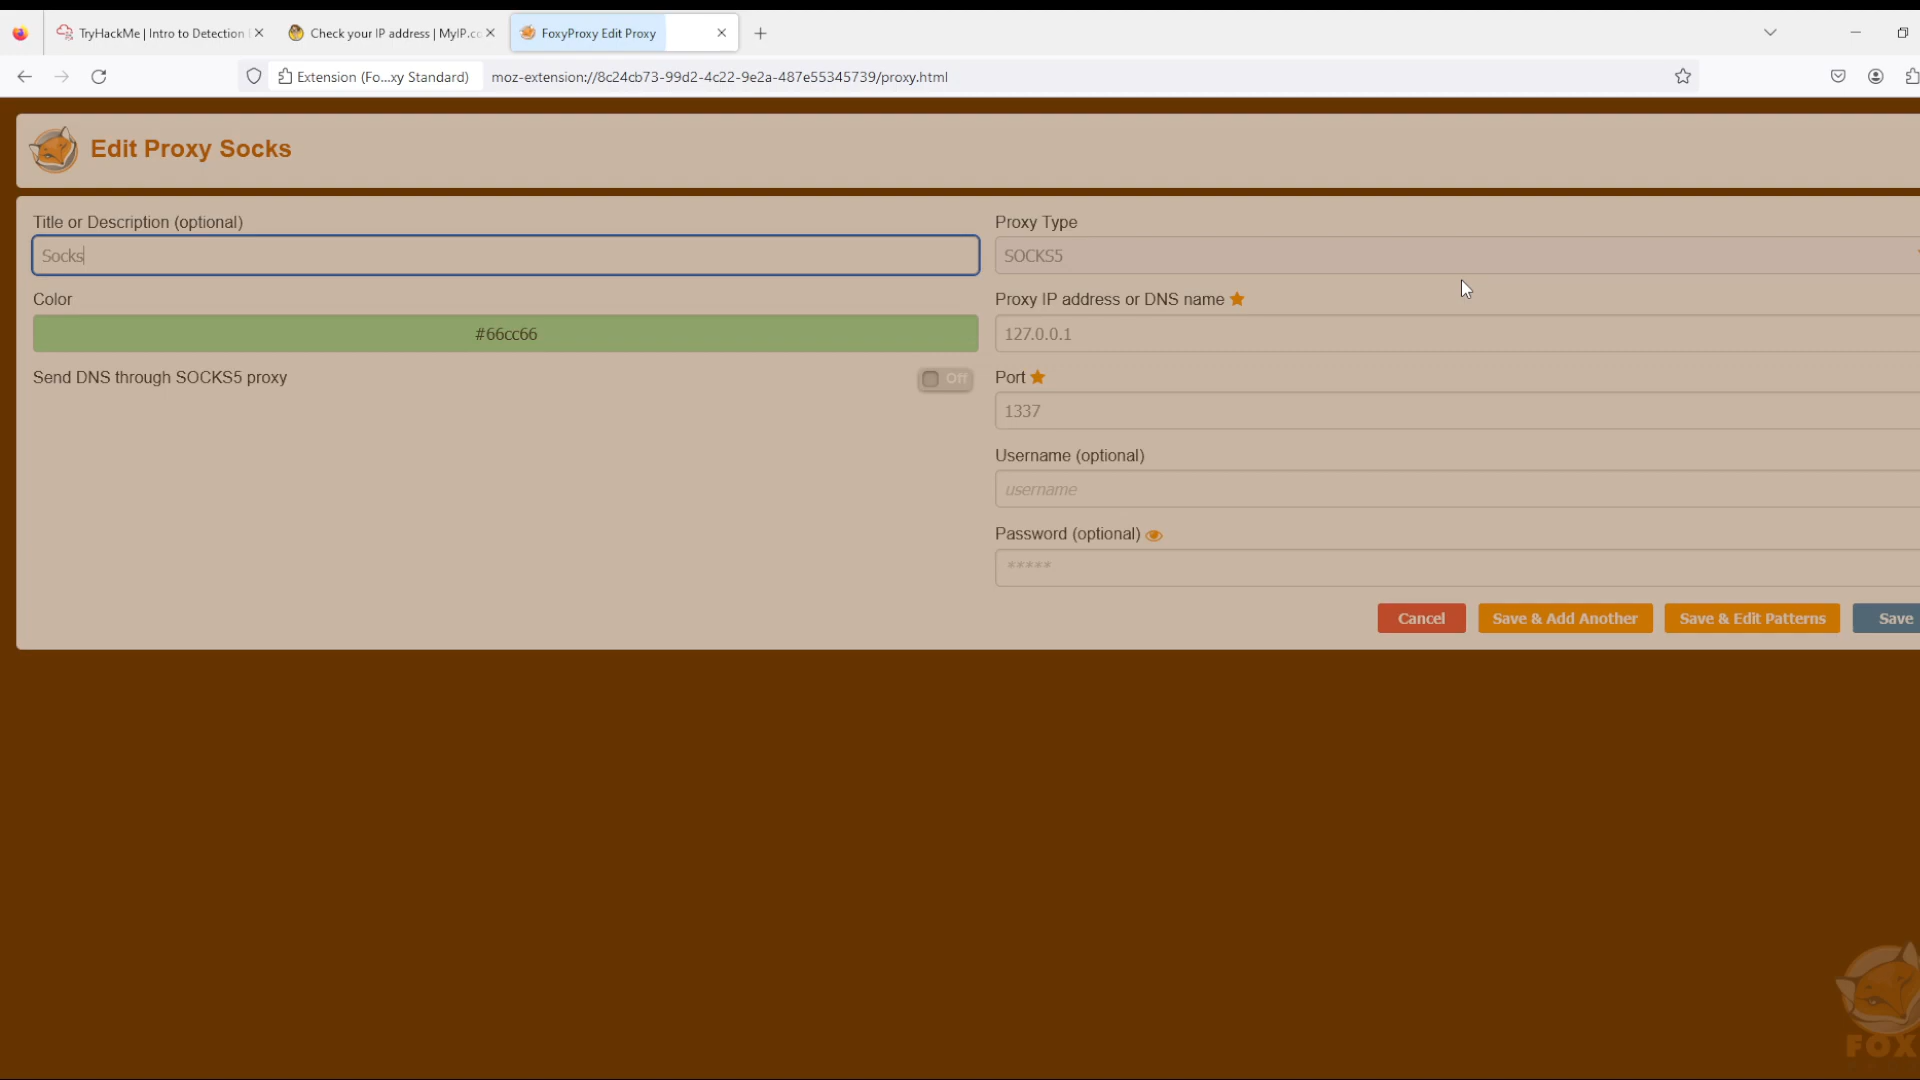 TryHackMe | Intro to Detection
Check your IP address | MyIP.co
FoxyProxy Edit Proxy
Extension (Fo...xy Standard)
moz-extension://8c24cb73-99d2-4c22-9e2a-487e55345739/proxy.html
Edit Proxy Socks
Title or Description (optional)
Socks
Color
#66cc66
Send DNS through SOCKS5 proxy
Off
Proxy Type
SOCKS5
Proxy IP address or DNS name
127.0.0.1
Port
1337
Username (optional)
username
Password (optional)
*****
Cancel
Save & Add Another
Save & Edit Patterns
Save
FOX